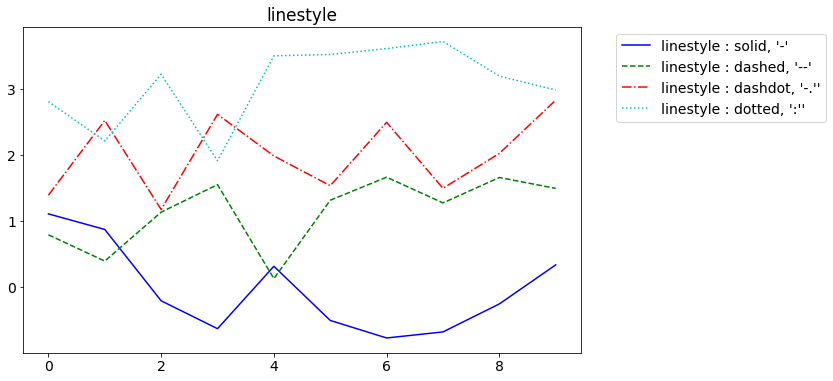 linestyle
linestyle : solid, '-'
linestyle : dashed, '--'
linestyle : dashdot, '-.''
linestyle : dotted, ':''
3
2
1
0
0 2 4 6 8